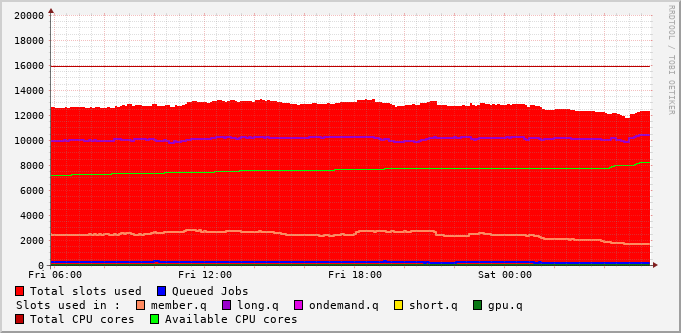 20000
18000
16000
14000
12000
10000
8000
6000
4000
2000
0
Fri 06:00 Fri 12:00 Fri 18:00 Sat 00:00
RRDTOOL / TOBI OETIKER
Total slots used Queued Jobs
Slots used in : member.q long.q ondemand.q short.q gpu.q
Total CPU cores Available CPU cores